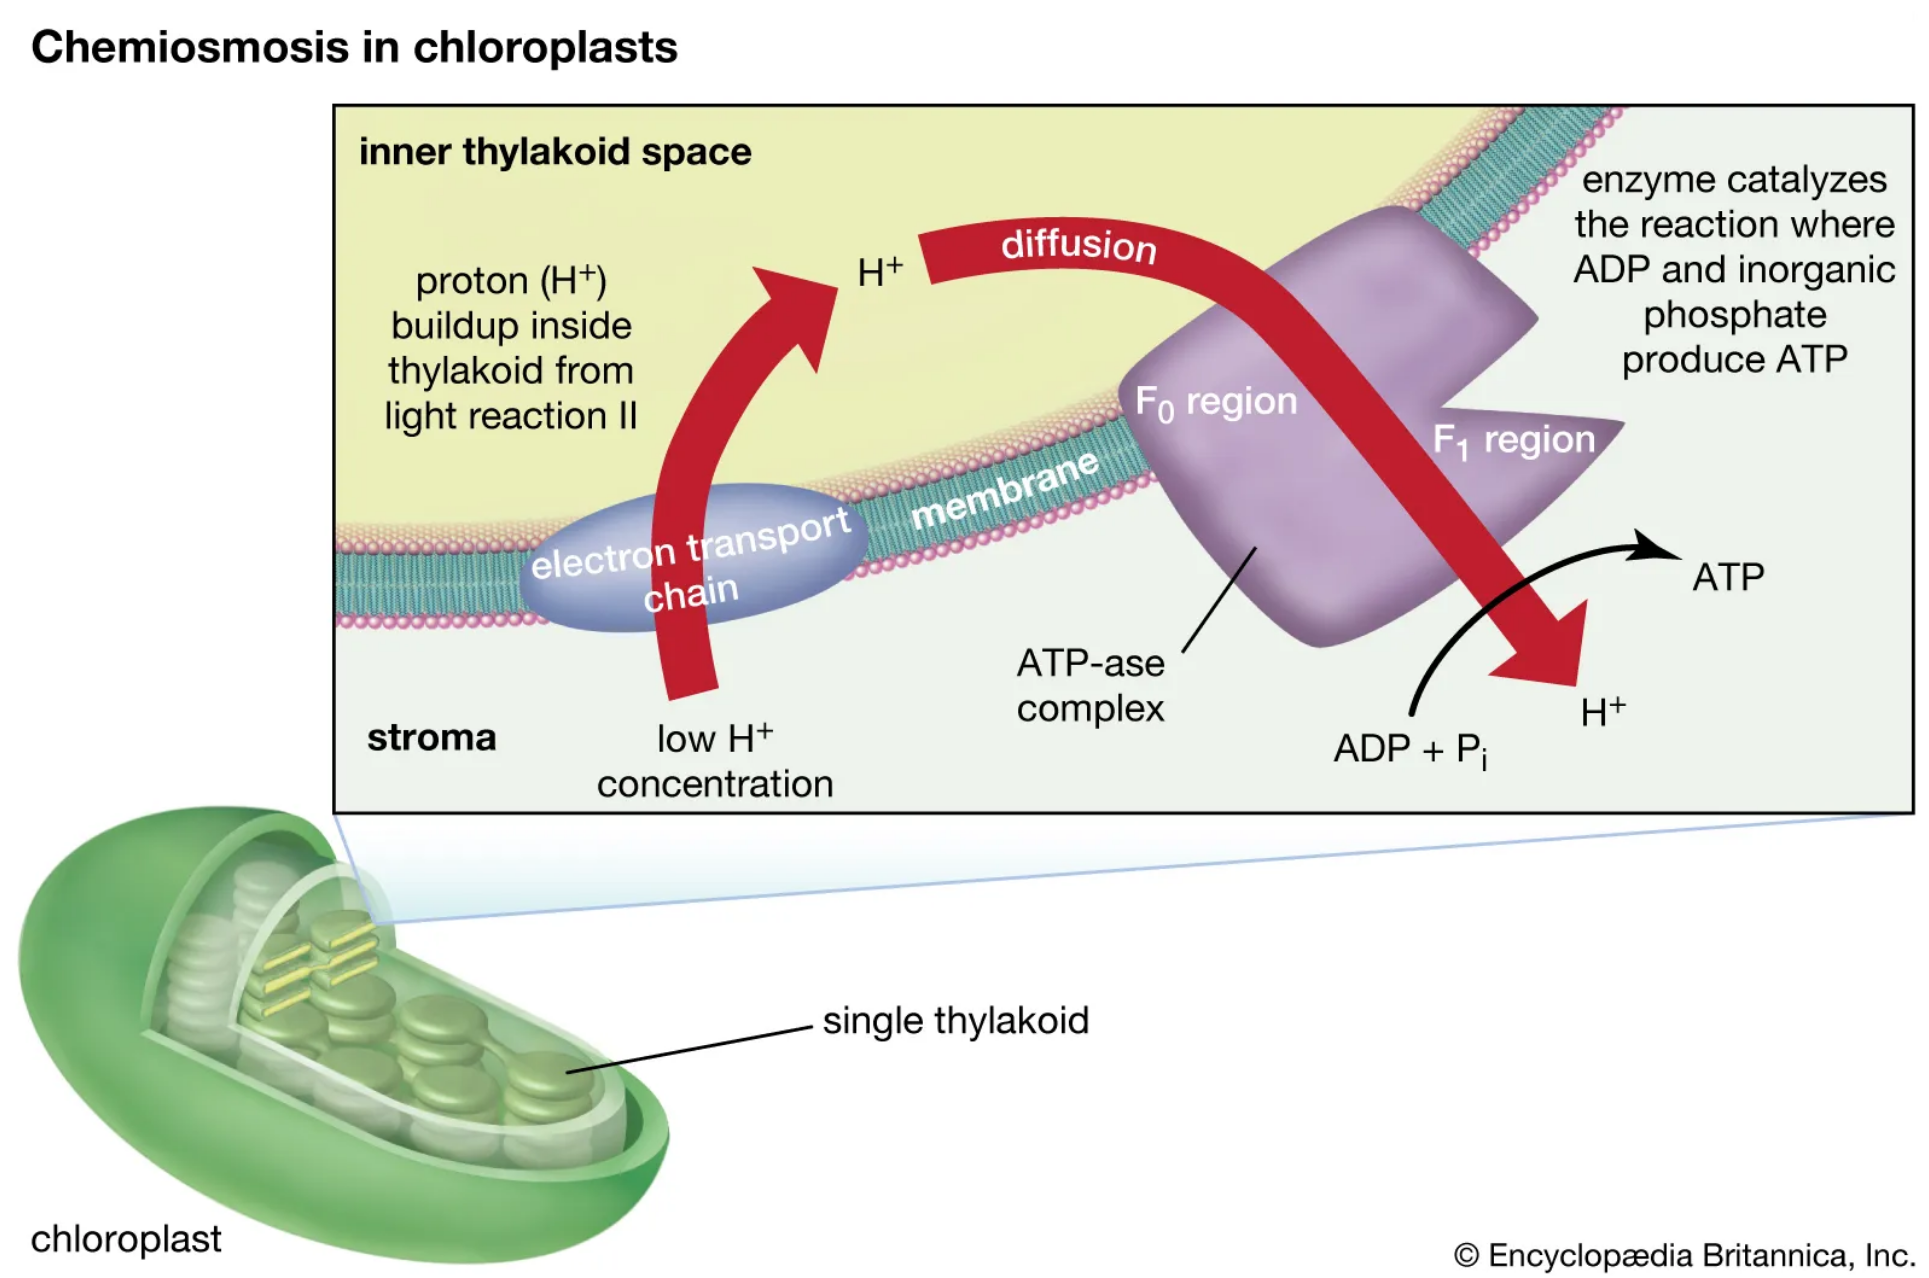 Chemiosmosis in chloroplasts
inner thylakoid space
proton (H⁺)
buildup inside
thylakoid from
light reaction II
H⁺
diffusion
enzyme catalyzes
the reaction where
ADP and inorganic
phosphate
produce ATP
F₀ region
F₁ region
membrane
electron transport
chain
ATP
ATP-ase
complex
H⁺
ADP + Pᵢ
stroma
low H⁺
concentration
single thylakoid
chloroplast
© Encyclopædia Britannica, Inc.